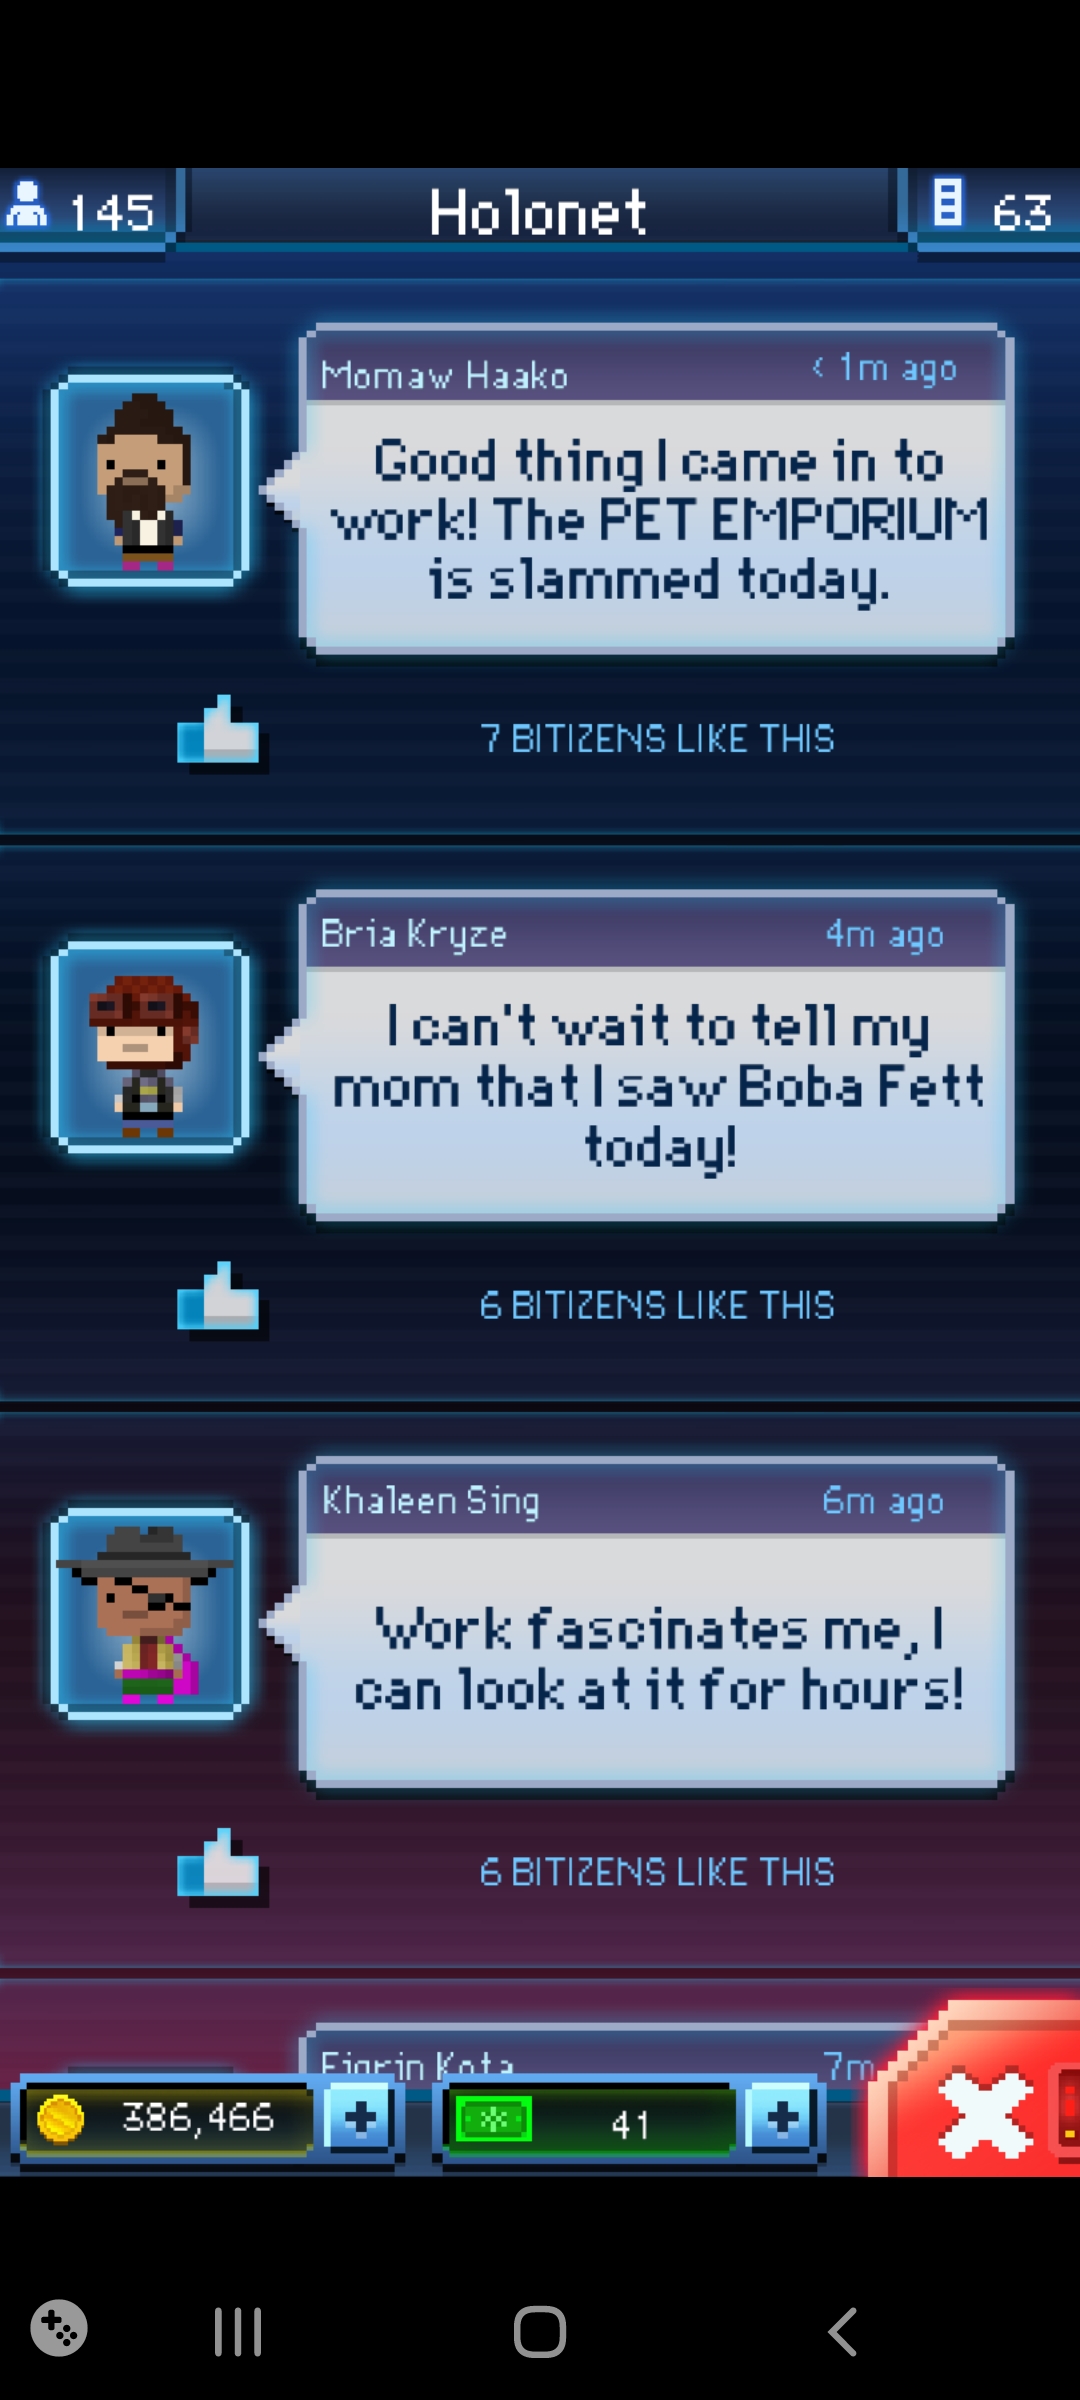 145
Holonet
63
Momaw Haako
< 1m ago
Good thing I came in to
work! The PET EMPORIUM
is slammed today.
7 BITIZENS LIKE THIS
Bria Kryze
4m ago
I can't wait to tell my
mom that I saw Boba Fett
today!
6 BITIZENS LIKE THIS
Khaleen Sing
6m ago
Work fascinates me, I
can look at it for hours!
6 BITIZENS LIKE THIS
Figrin Kota
7m
386,466
41